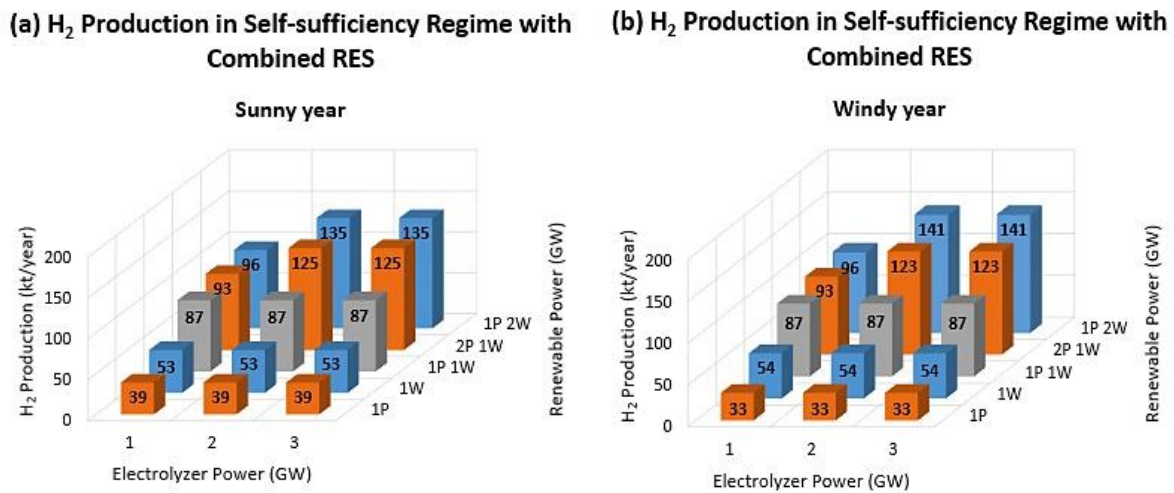 (a) H₂ Production in Self-sufficiency Regime with
Combined RES
Sunny year
H₂ Production (kt/year)
200
150
100
50
0
135
135
96
125
125
93
87
87
87
53
53
53
39
39
39
1P 2W
2P 1W
1P 1W
1W
1P
Renewable Power (GW)
1
2
3
Electrolyzer Power (GW)
(b) H₂ Production in Self-sufficiency Regime with
Combined RES
Windy year
H₂ Production (kt/year)
200
150
100
50
0
141
141
96
123
123
93
87
87
87
54
54
54
33
33
33
1P 2W
2P 1W
1P 1W
1W
1P
Renewable Power (GW)
1
2
3
Electrolyzer Power (GW)